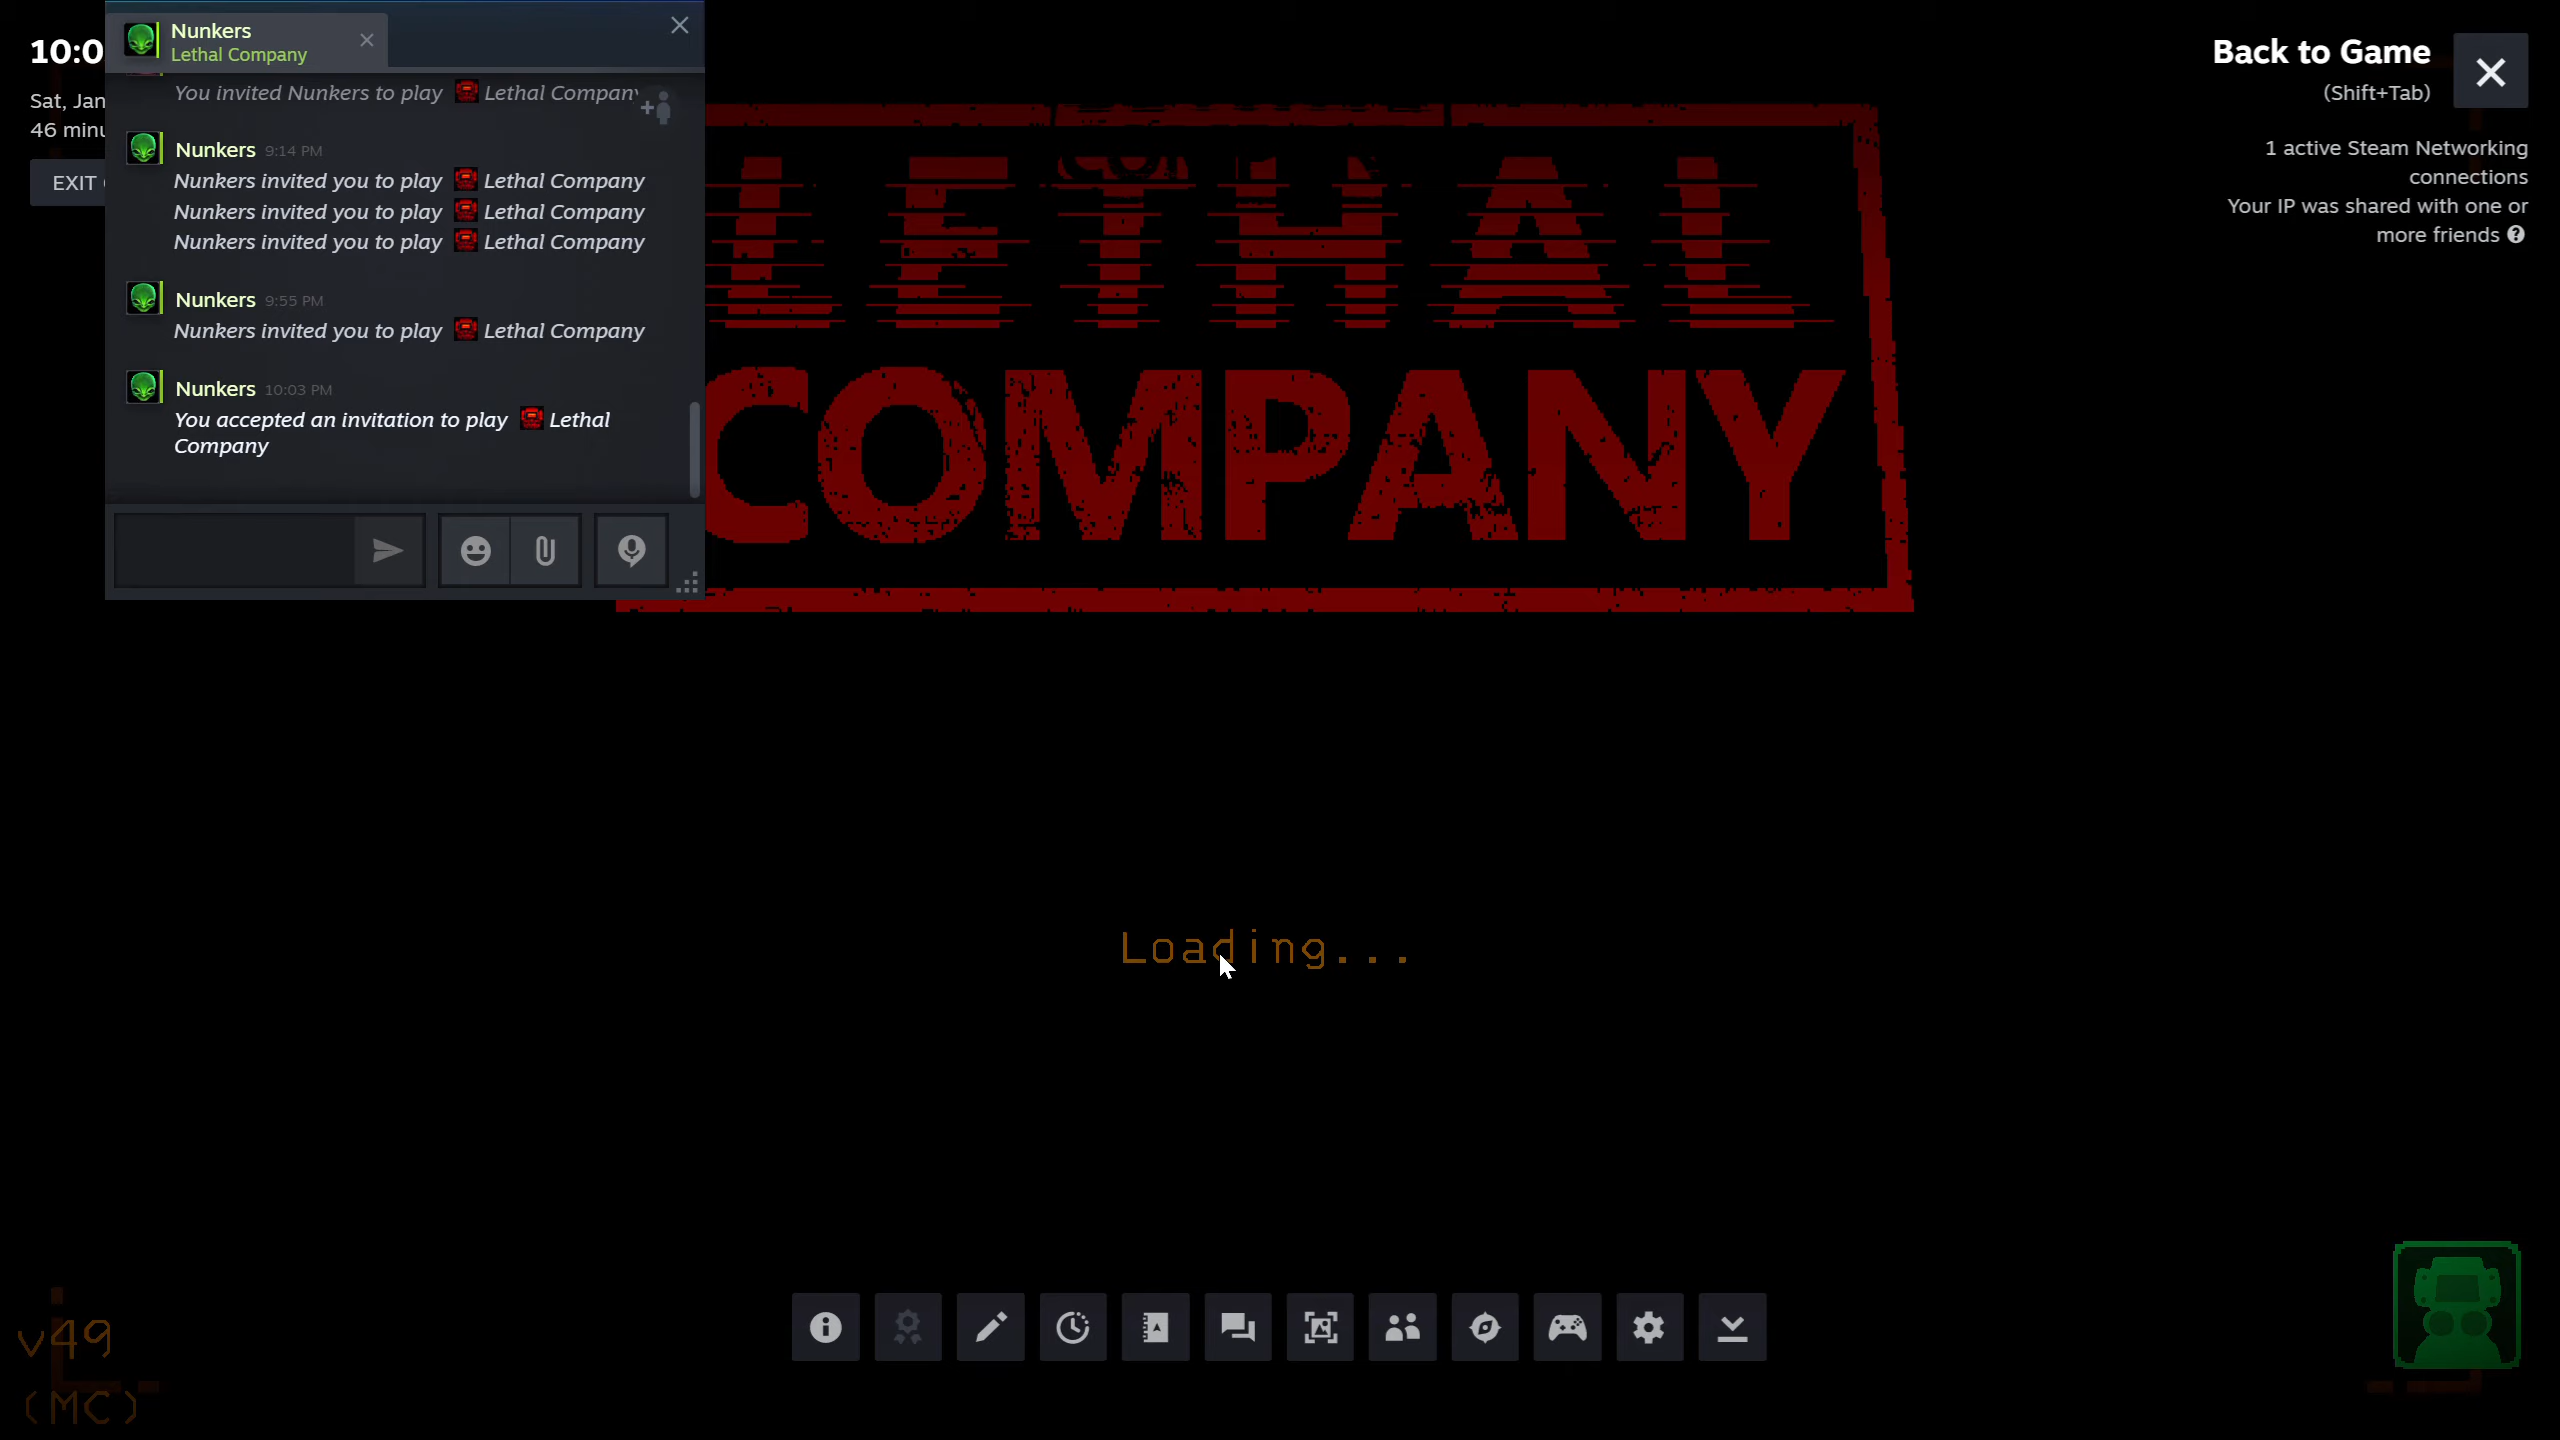 10:0
Sat, Jan
46 minu
EXIT
Nunkers
Lethal Company
You invited Nunkers to play Lethal Company
Nunkers 9:14 PM
Nunkers invited you to play Lethal Company
Nunkers invited you to play Lethal Company
Nunkers invited you to play Lethal Company
Nunkers 9:55 PM
Nunkers invited you to play Lethal Company
Nunkers 10:03 PM
You accepted an invitation to play Lethal
Company
LETHAL
COMPANY
Back to Game
(Shift+Tab)
1 active Steam Networking
connections
Your IP was shared with one or
more friends
Loading...
v49
(MC)